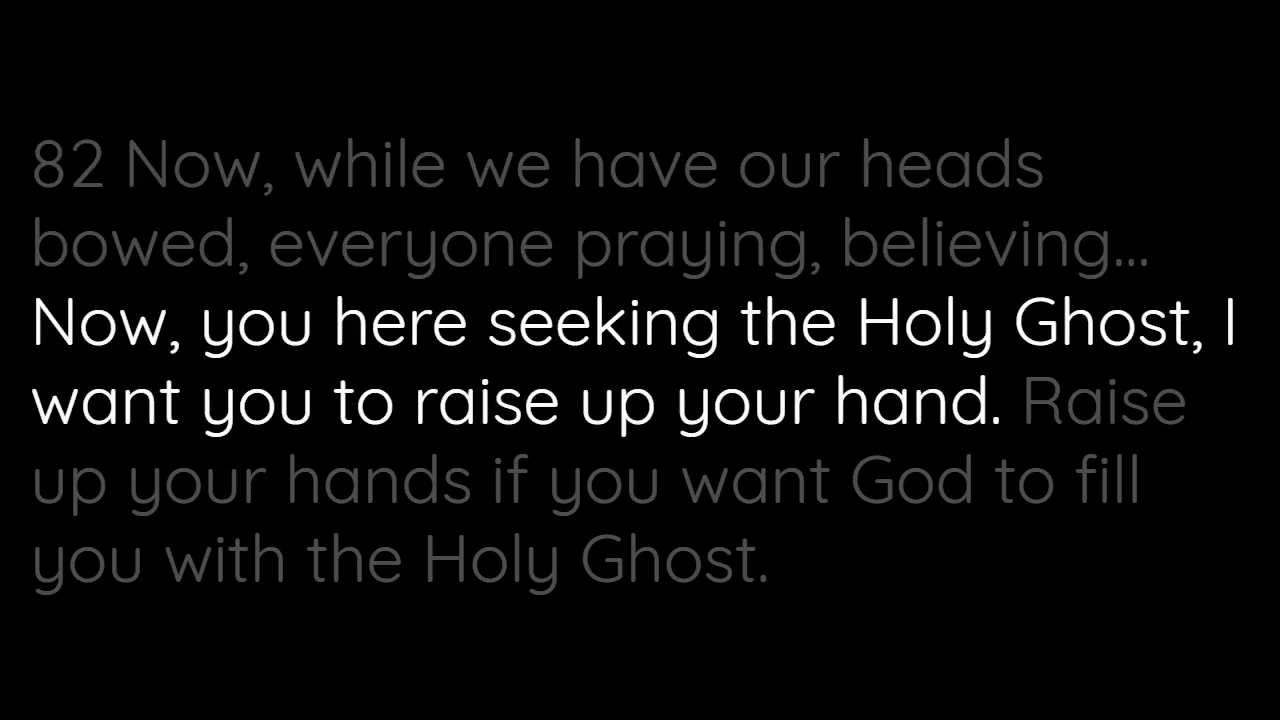 82 Now, while we have our heads
bowed, everyone praying, believing...
Now, you here seeking the Holy Ghost, I
want you to raise up your hand. Raise
up your hands if you want God to fill
you with the Holy Ghost.